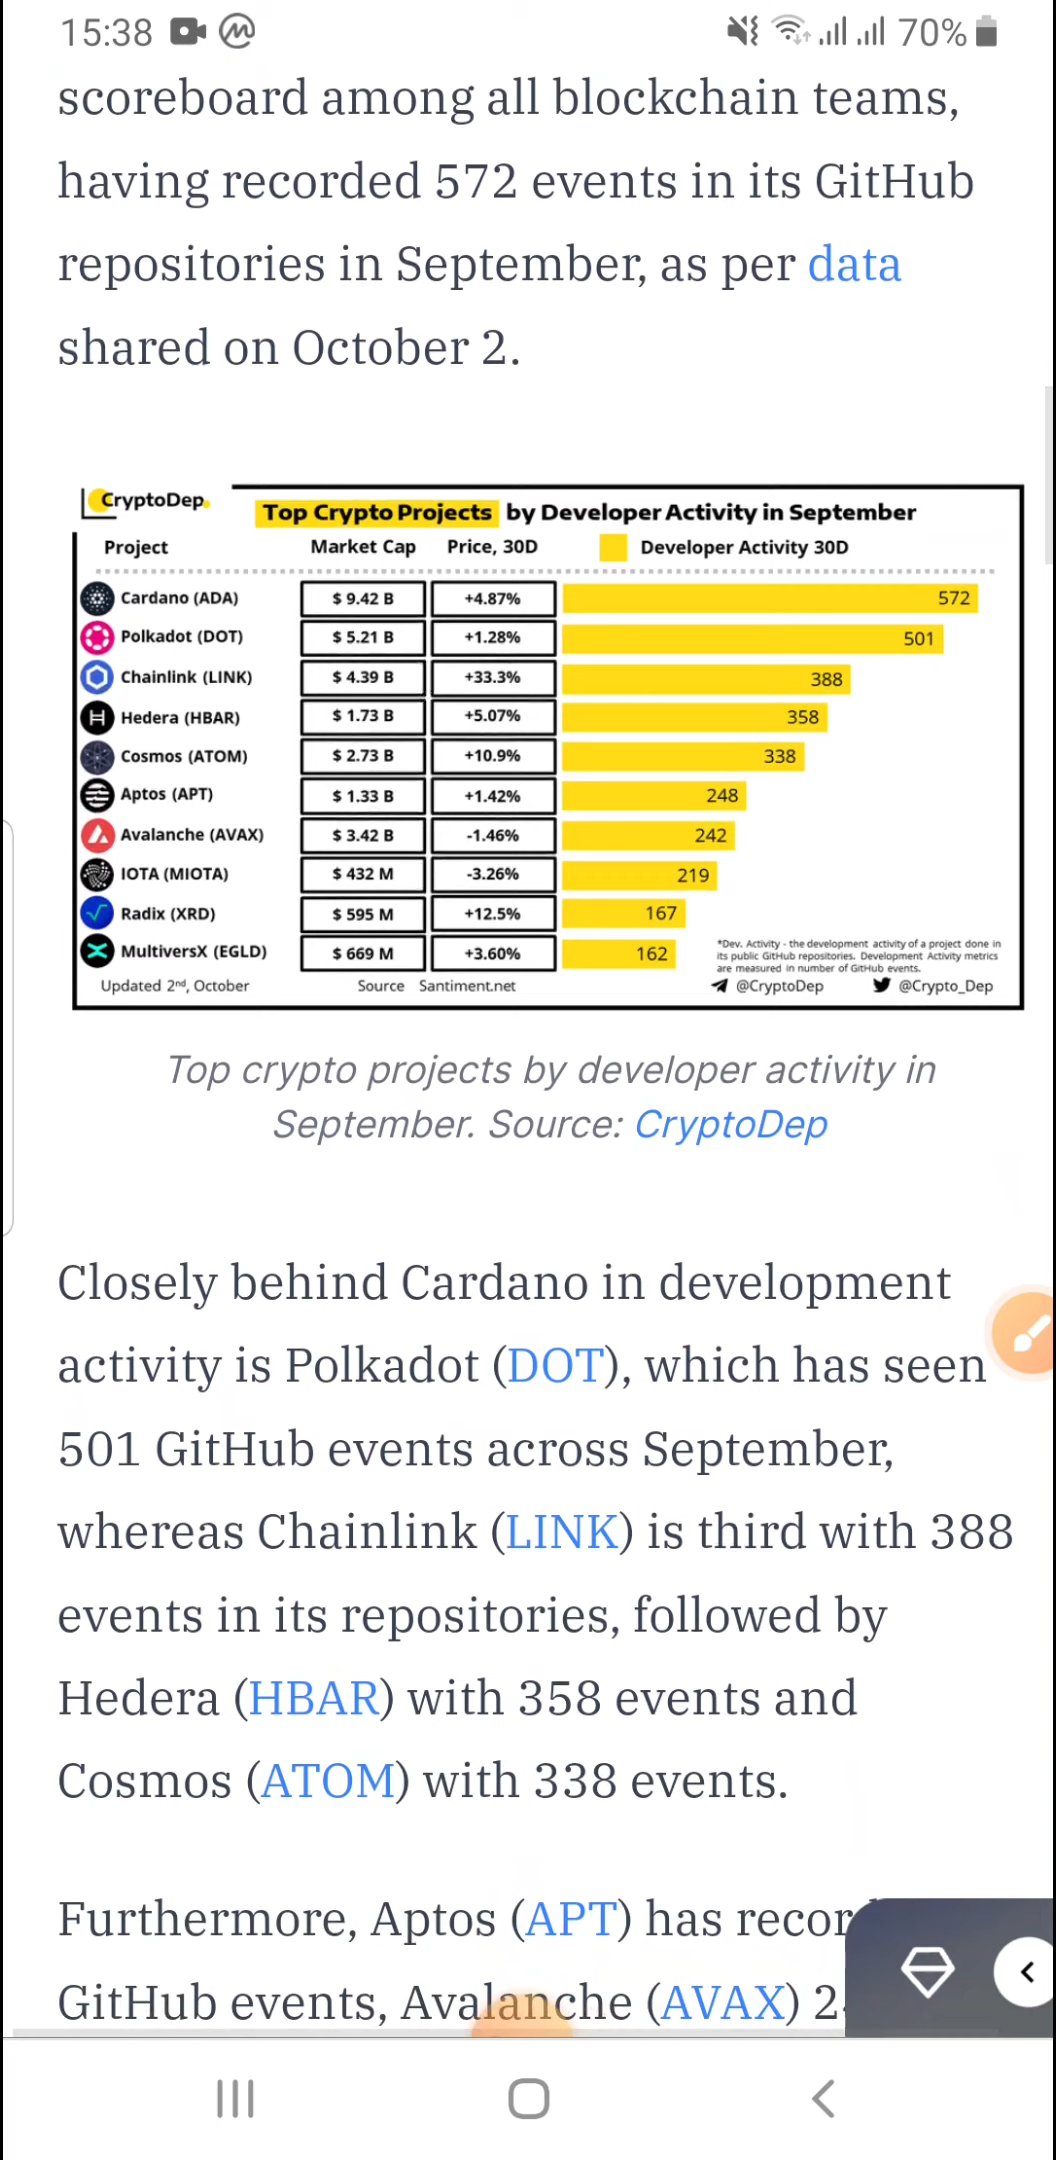 15:38 70%
scoreboard among all blockchain teams,
having recorded 572 events in its GitHub
repositories in September, as per data
shared on October 2.
CryptoDep.
Top Crypto Projects by Developer Activity in September
Project Market Cap Price, 30D Developer Activity 30D
Cardano (ADA) $ 9.42 B +4.87% 572
Polkadot (DOT) $ 5.21 B +1.28% 501
Chainlink (LINK) $ 4.39 B +33.3% 388
Hedera (HBAR) $ 1.73 B +5.07% 358
Cosmos (ATOM) $ 2.73 B +10.9% 338
Aptos (APT) $ 1.33 B +1.42% 248
Avalanche (AVAX) $ 3.42 B -1.46% 242
IOTA (MIOTA) $ 432 M -3.26% 219
Radix (XRD) $ 595 M +12.5% 167
MultiversX (EGLD) $ 669 M +3.60% 162
*Dev. Activity - the development activity of a project done in
its public GitHub repositories. Development Activity metrics
are measured in number of GitHub events.
Updated 2nd, October Source Santiment.net @CryptoDep @Crypto_Dep
Top crypto projects by developer activity in
September. Source: CryptoDep
Closely behind Cardano in development
activity is Polkadot (DOT), which has seen
501 GitHub events across September,
whereas Chainlink (LINK) is third with 388
events in its repositories, followed by
Hedera (HBAR) with 358 events and
Cosmos (ATOM) with 338 events.
Furthermore, Aptos (APT) has recor
GitHub events, Avalanche (AVAX) 2